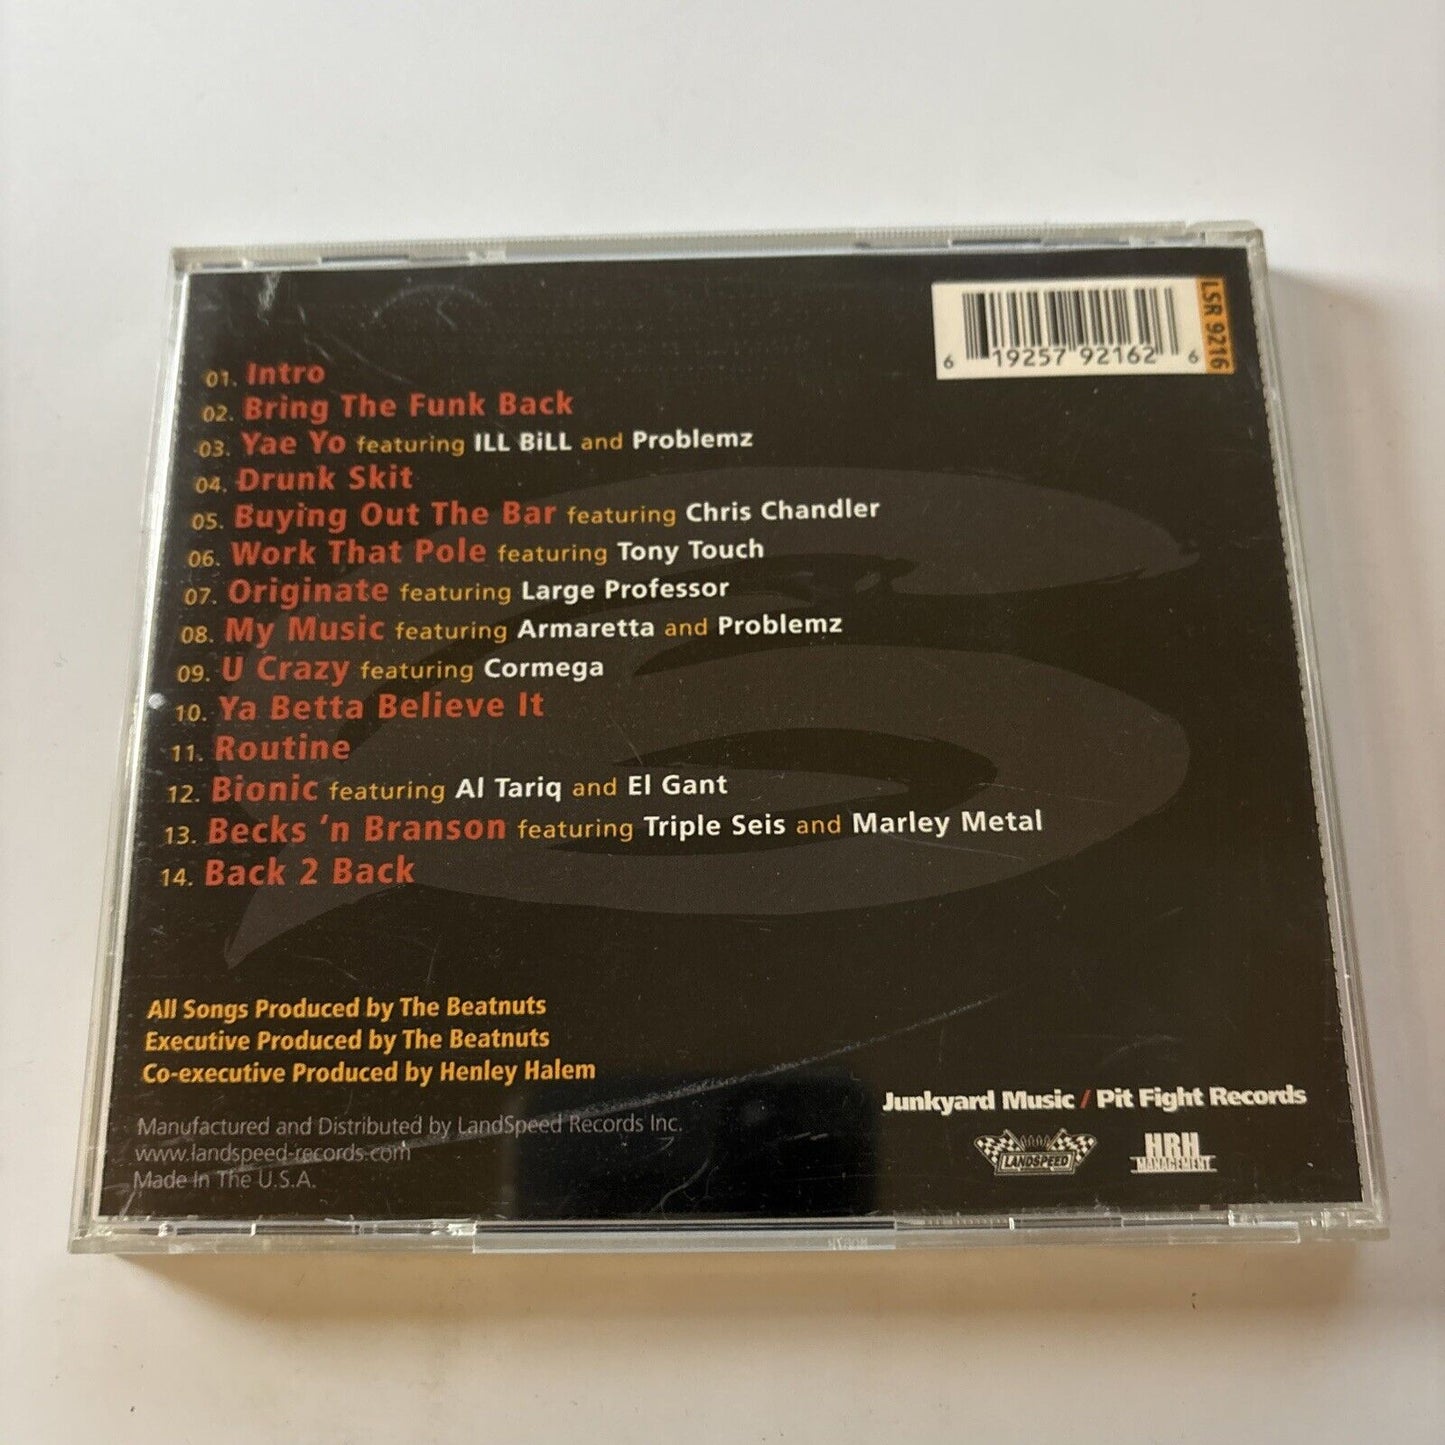 LSR 9216
6 19257 92162 6
01. Intro
02. Bring The Funk Back
03. Yae Yo featuring ILL BiLL and Problemz
04. Drunk Skit
05. Buying Out The Bar featuring Chris Chandler
06. Work That Pole featuring Tony Touch
07. Originate featuring Large Professor
08. My Music featuring Armaretta and Problemz
09. U Crazy featuring Cormega
10. Ya Betta Believe It
11. Routine
12. Bionic featuring Al Tariq and El Gant
13. Becks 'n Branson featuring Triple Seis and Marley Metal
14. Back 2 Back
All Songs Produced by The Beatnuts
Executive Produced by The Beatnuts
Co-executive Produced by Henley Halem
Manufactured and Distributed by LandSpeed Records Inc.
www.landspeed-records.com
Made In The U.S.A.
Junkyard Music / Pit Fight Records
LANDSPEED
HRH
MANAGEMENT